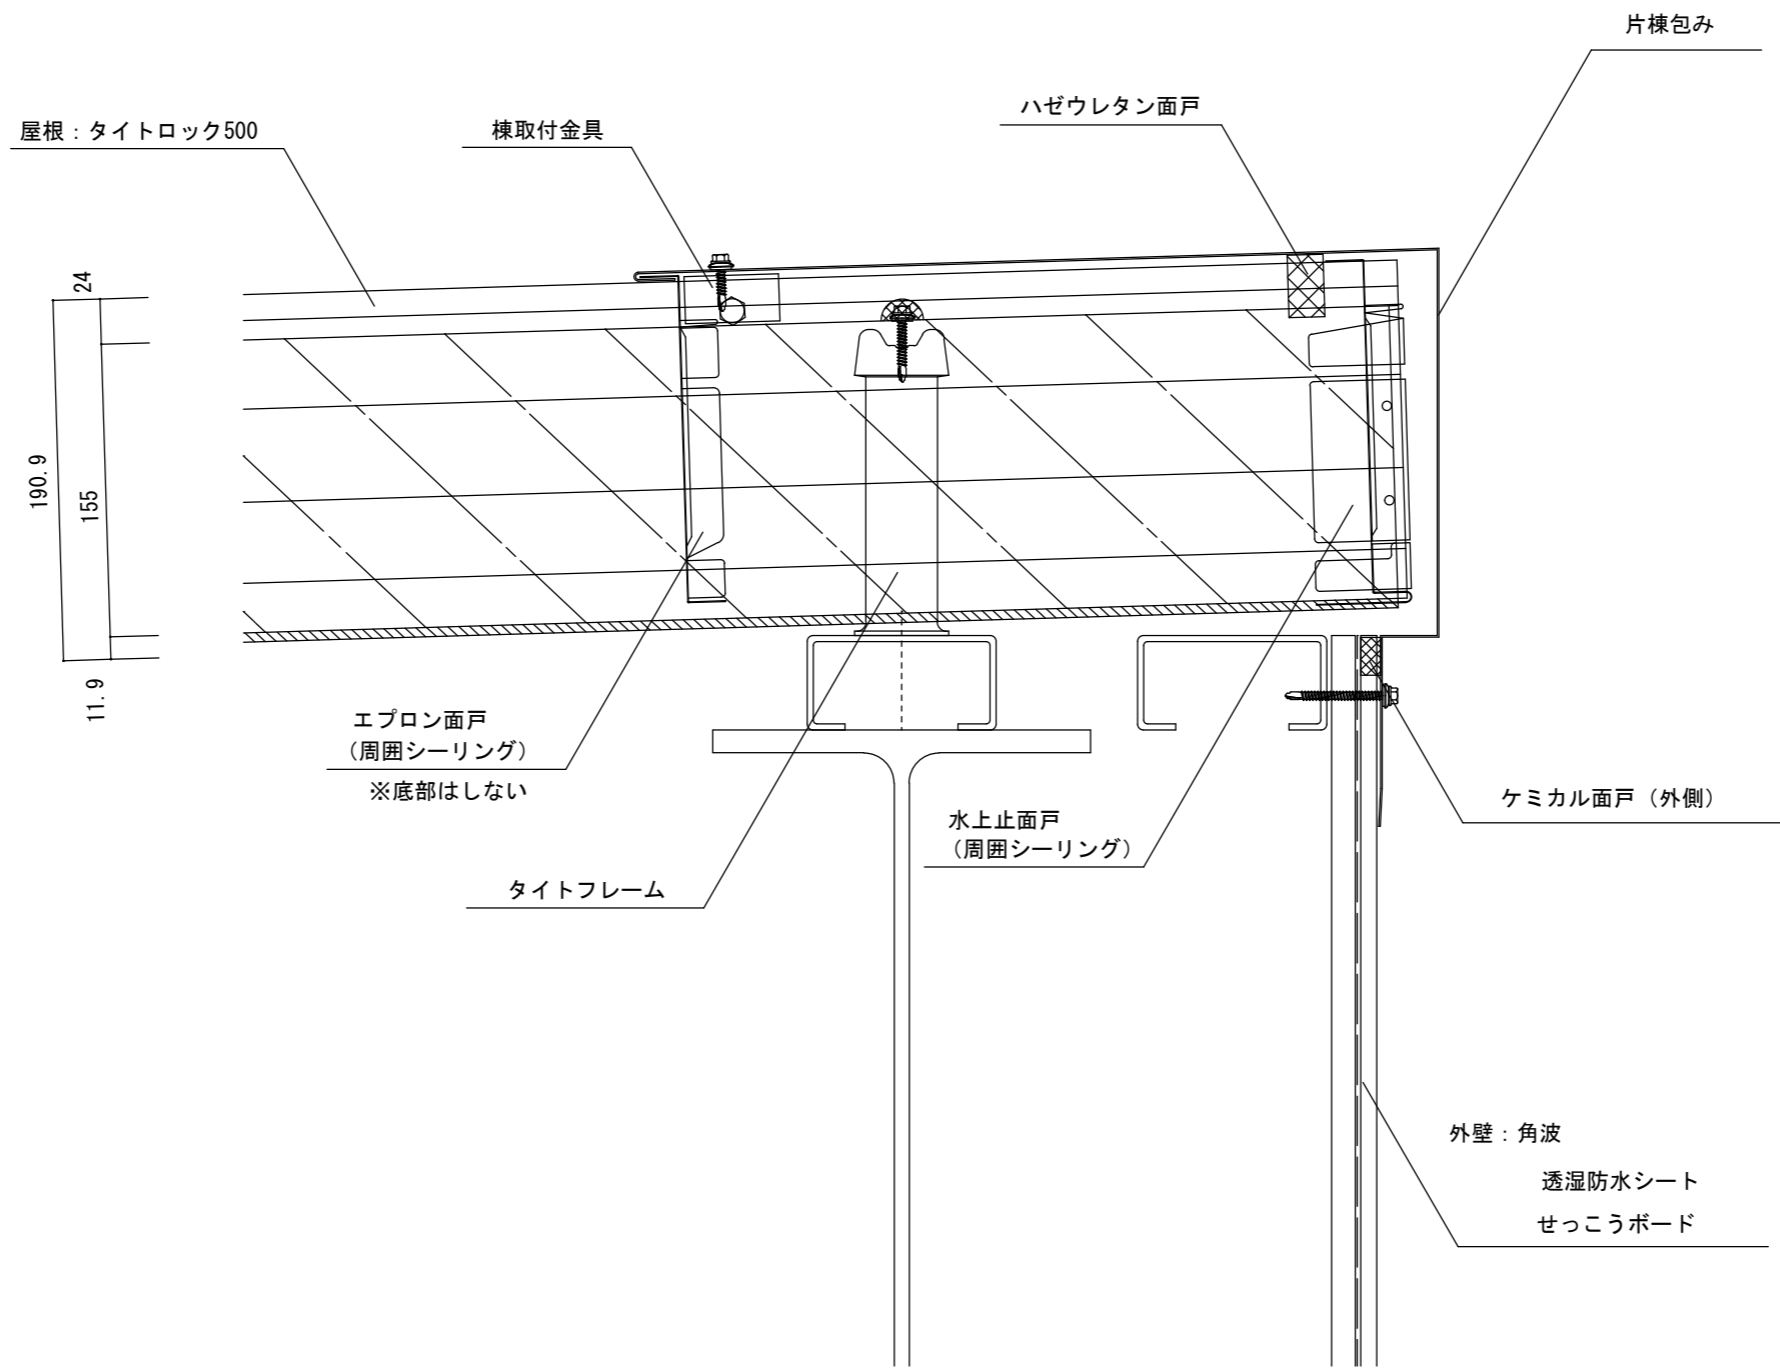 片棟包み
ハゼウレタン面戸
屋根：タイトロック500
棟取付金具
24
190.9
155
11.9
エプロン面戸
（周囲シーリング）
※底部はしない
水上止面戸
（周囲シーリング）
タイトフレーム
ケミカル面戸（外側）
外壁：角波
透湿防水シート
せっこうボード